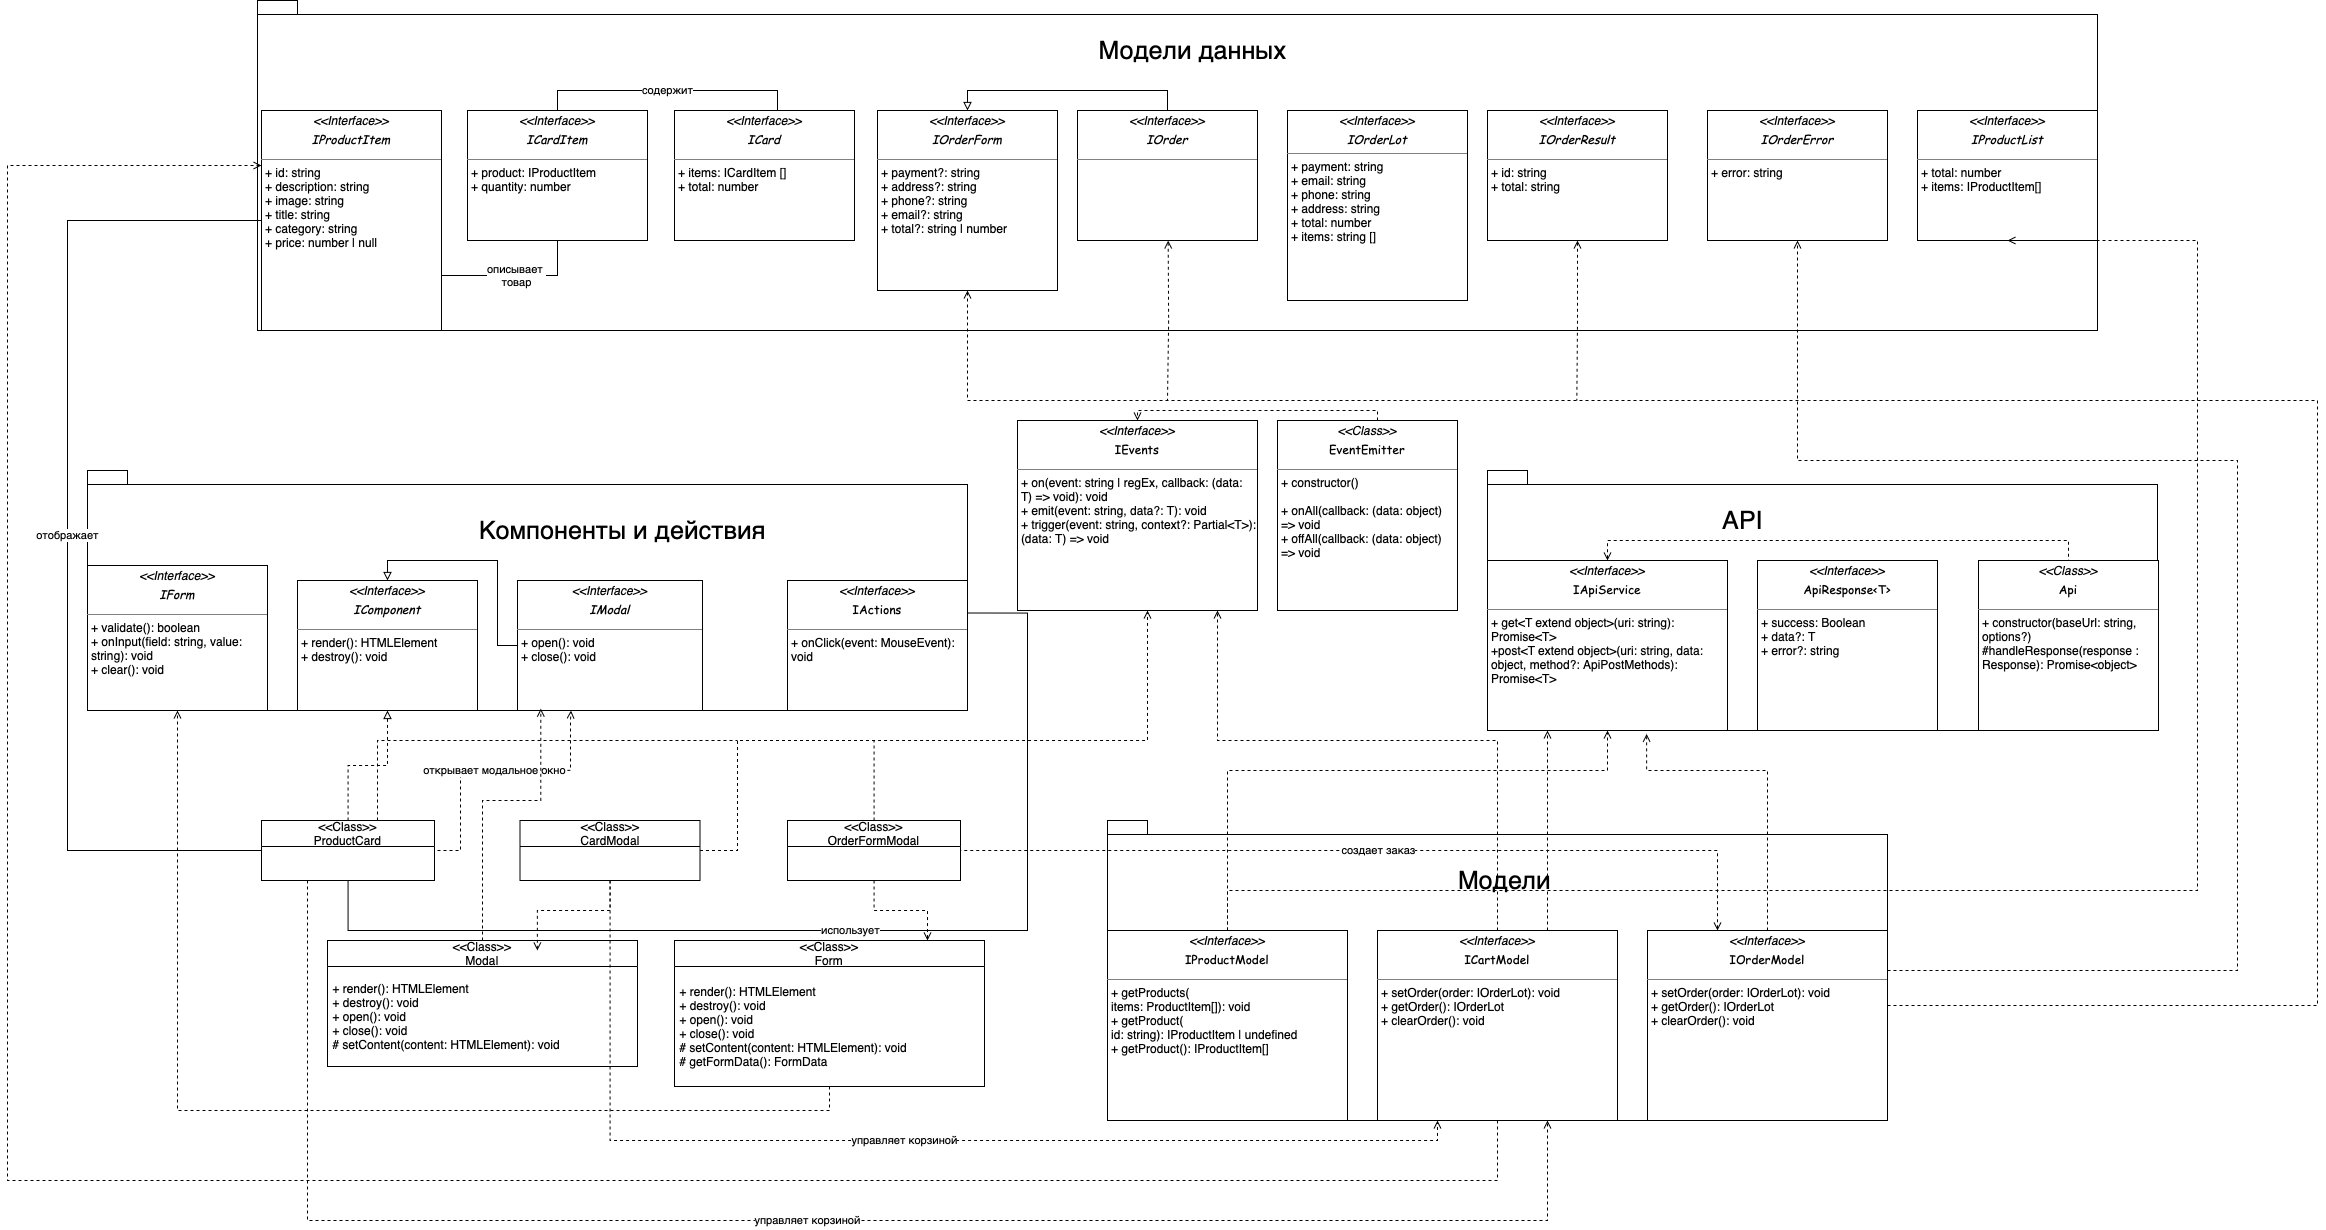 Модели данных
содержит
<<Interface>>
IProductItem
+ id: string
+ description: string
+ image: string
+ title: string
+ category: string
+ price: number | null
<<Interface>>
ICardItem
+ product: IProductItem
+ quantity: number
<<Interface>>
ICard
+ items: ICardItem []
+ total: number
<<Interface>>
IOrderForm
+ payment?: string
+ address?: string
+ phone?: string
+ email?: string
+ total?: string | number
<<Interface>>
IOrder
<<Interface>>
IOrderLot
+ payment: string
+ email: string
+ phone: string
+ address: string
+ total: number
+ items: string []
<<Interface>>
IOrderResult
+ id: string
+ total: string
<<Interface>>
IOrderError
+ error: string
<<Interface>>
IProductList
+ total: number
+ items: IProductItem[]
описывает
товар
<<Interface>>
IEvents
+ on(event: string | regEx, callback: (data:
T) => void): void
+ emit(event: string, data?: T): void
+ trigger(event: string, context?: Partial<T>):
(data: T) => void
<<Class>>
EventEmitter
+ constructor()
+ onAll(callback: (data: object)
=> void
+ offAll(callback: (data: object)
=> void
отображает
Компоненты и действия
<<Interface>>
IForm
+ validate(): boolean
+ onInput(field: string, value:
string): void
+ clear(): void
<<Interface>>
IComponent
+ render(): HTMLElement
+ destroy(): void
<<Interface>>
IModal
+ open(): void
+ close(): void
<<Interface>>
IActions
+ onClick(event: MouseEvent):
void
API
<<Interface>>
IApiService
+ get<T extend object>(uri: string):
Promise<T>
+post<T extend object>(uri: string, data:
object, method?: ApiPostMethods):
Promise<T>
<<Interface>>
ApiResponse<T>
+ success: Boolean
+ data?: T
+ error?: string
<<Class>>
Api
+ constructor(baseUrl: string,
options?)
#handleResponse(response :
Response): Promise<object>
открывает модальное окно
<<Class>>
ProductCard
<<Class>>
CardModal
<<Class>>
OrderFormModal
создает заказ
использует
<<Class>>
Modal
+ render(): HTMLElement
+ destroy(): void
+ open(): void
+ close(): void
# setContent(content: HTMLElement): void
<<Class>>
Form
+ render(): HTMLElement
+ destroy(): void
+ open(): void
+ close(): void
# setContent(content: HTMLElement): void
# getFormData(): FormData
Модели
<<Interface>>
IProductModel
+ getProducts(
items: ProductItem[]): void
+ getProduct(
id: string): IProductItem | undefined
+ getProduct(): IProductItem[]
<<Interface>>
ICartModel
+ setOrder(order: IOrderLot): void
+ getOrder(): IOrderLot
+ clearOrder(): void
<<Interface>>
IOrderModel
+ setOrder(order: IOrderLot): void
+ getOrder(): IOrderLot
+ clearOrder(): void
управляет корзиной
управляет корзиной